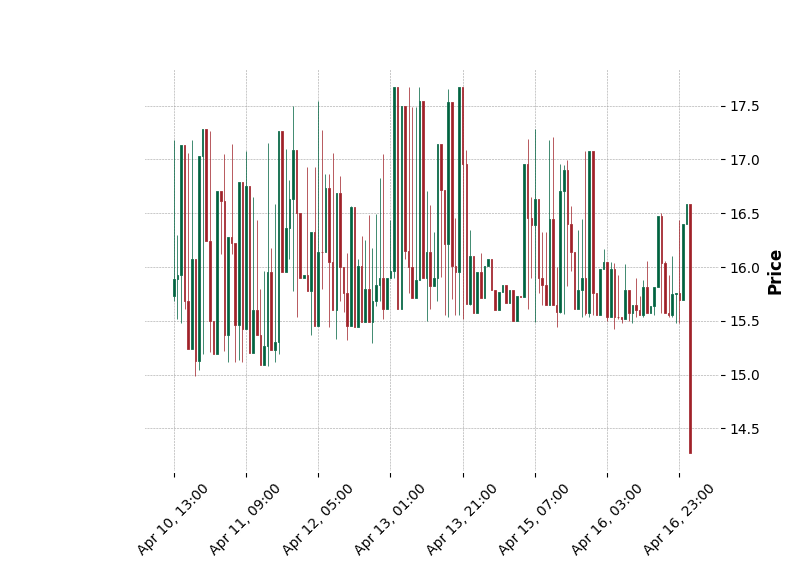 17.5
17.0
16.5
16.0
15.5
15.0
14.5
Price
Apr 10, 13:00
Apr 11, 09:00
Apr 12, 05:00
Apr 13, 01:00
Apr 13, 21:00
Apr 15, 07:00
Apr 16, 03:00
Apr 16, 23:00